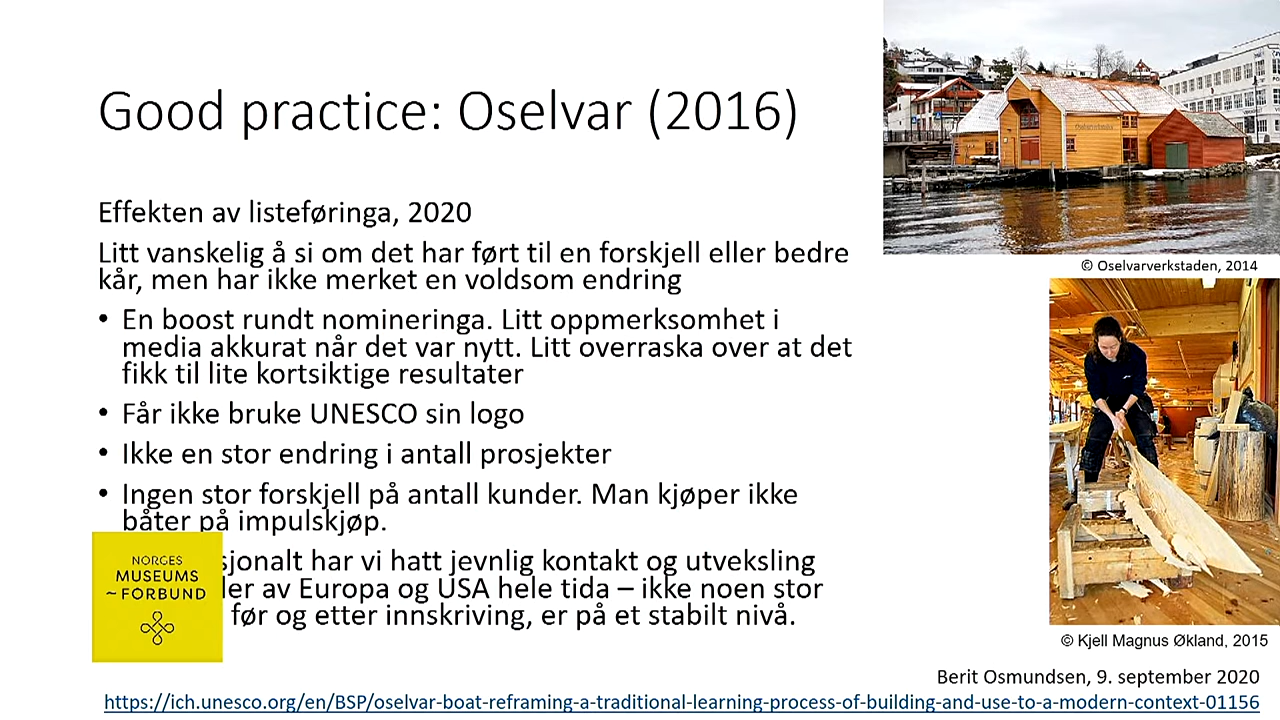 Good practice: Oselvar (2016)
Effekten av listeføringa, 2020
Litt vanskelig å si om det har ført til en forskjell eller bedre
kår, men har ikke merket en voldsom endring
• En boost rundt nomineringa. Litt oppmerksomhet i
media akkurat når det var nytt. Litt overraska over at det
fikk til lite kortsiktige resultater
• Får ikke bruke UNESCO sin logo
• Ikke en stor endring i antall prosjekter
• Ingen stor forskjell på antall kunder. Man kjøper ikke
båter på impulskjøp.
har vi hatt jevnlig kontakt og utveksling
av Europa og USA hele tida – ikke noen stor
før og etter innskriving, er på et stabilt nivå.
NORGES
MUSEUMS
~FORBUND
© Oselvarverkstaden, 2014
© Kjell Magnus Økland, 2015
Berit Osmundsen, 9. september 2020
https://ich.unesco.org/en/BSP/oselvar-boat-reframing-a-traditional-learning-process-of-building-and-use-to-a-modern-context-01156